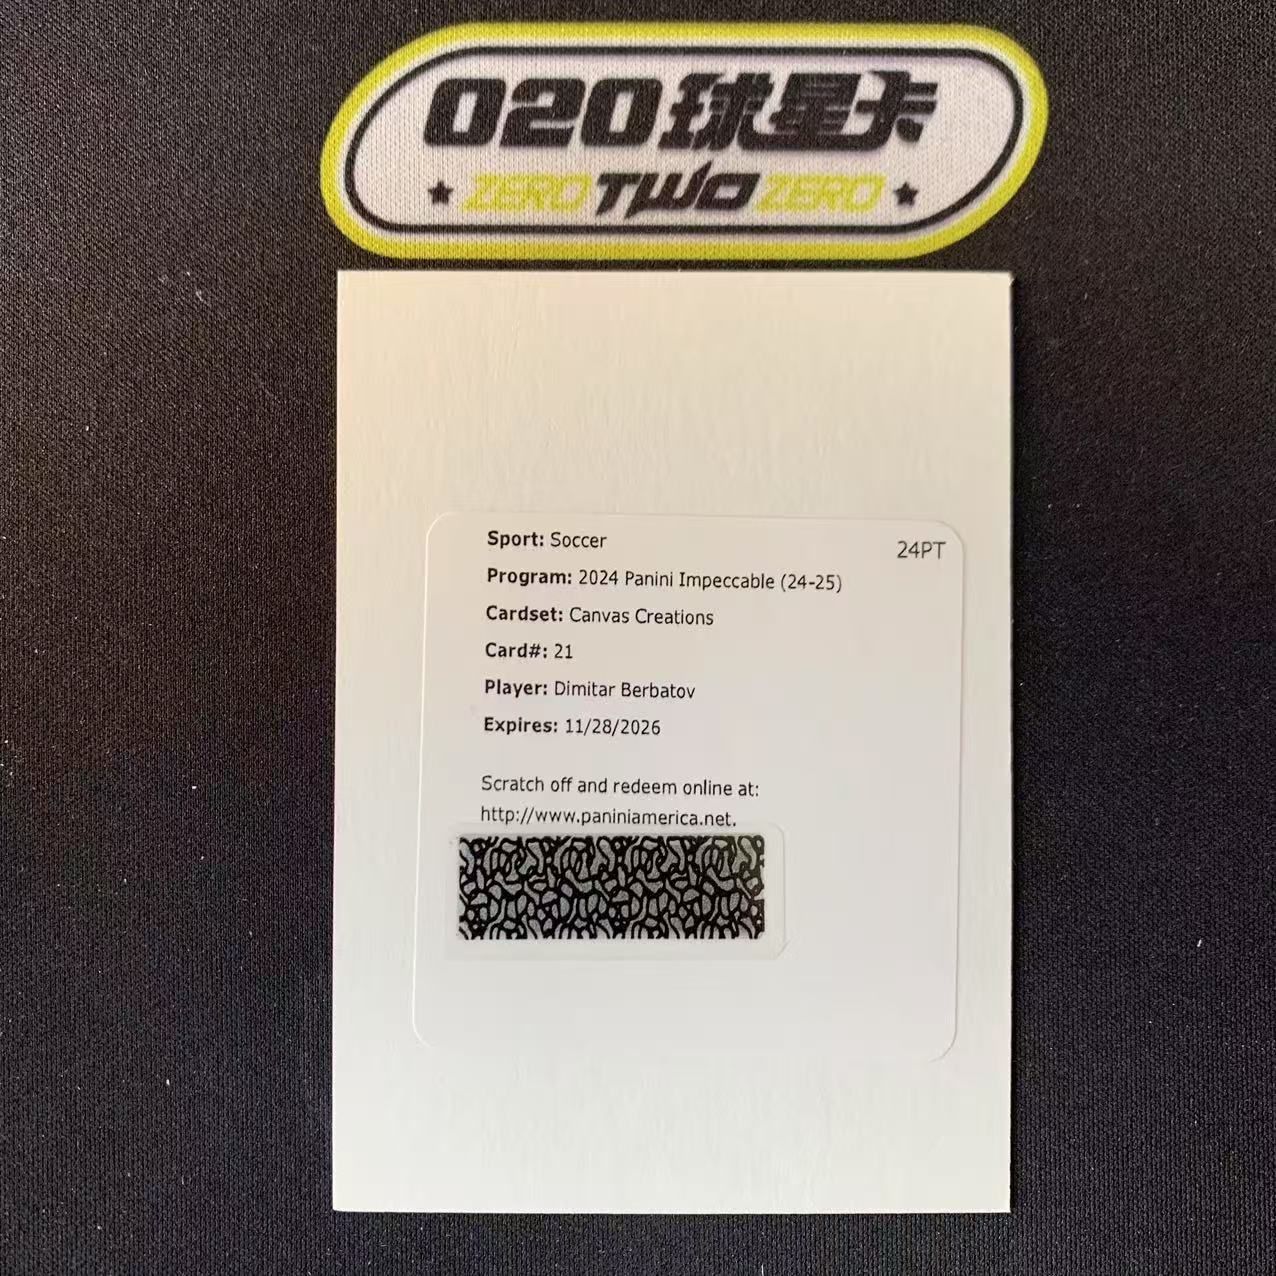 020球星卡
ZERO TWO ZERO
24PT
Sport: Soccer
Program: 2024 Panini Impeccable (24-25)
Cardset: Canvas Creations
Card#: 21
Player: Dimitar Berbatov
Expires: 11/28/2026
Scratch off and redeem online at:
http://www.paniniamerica.net.